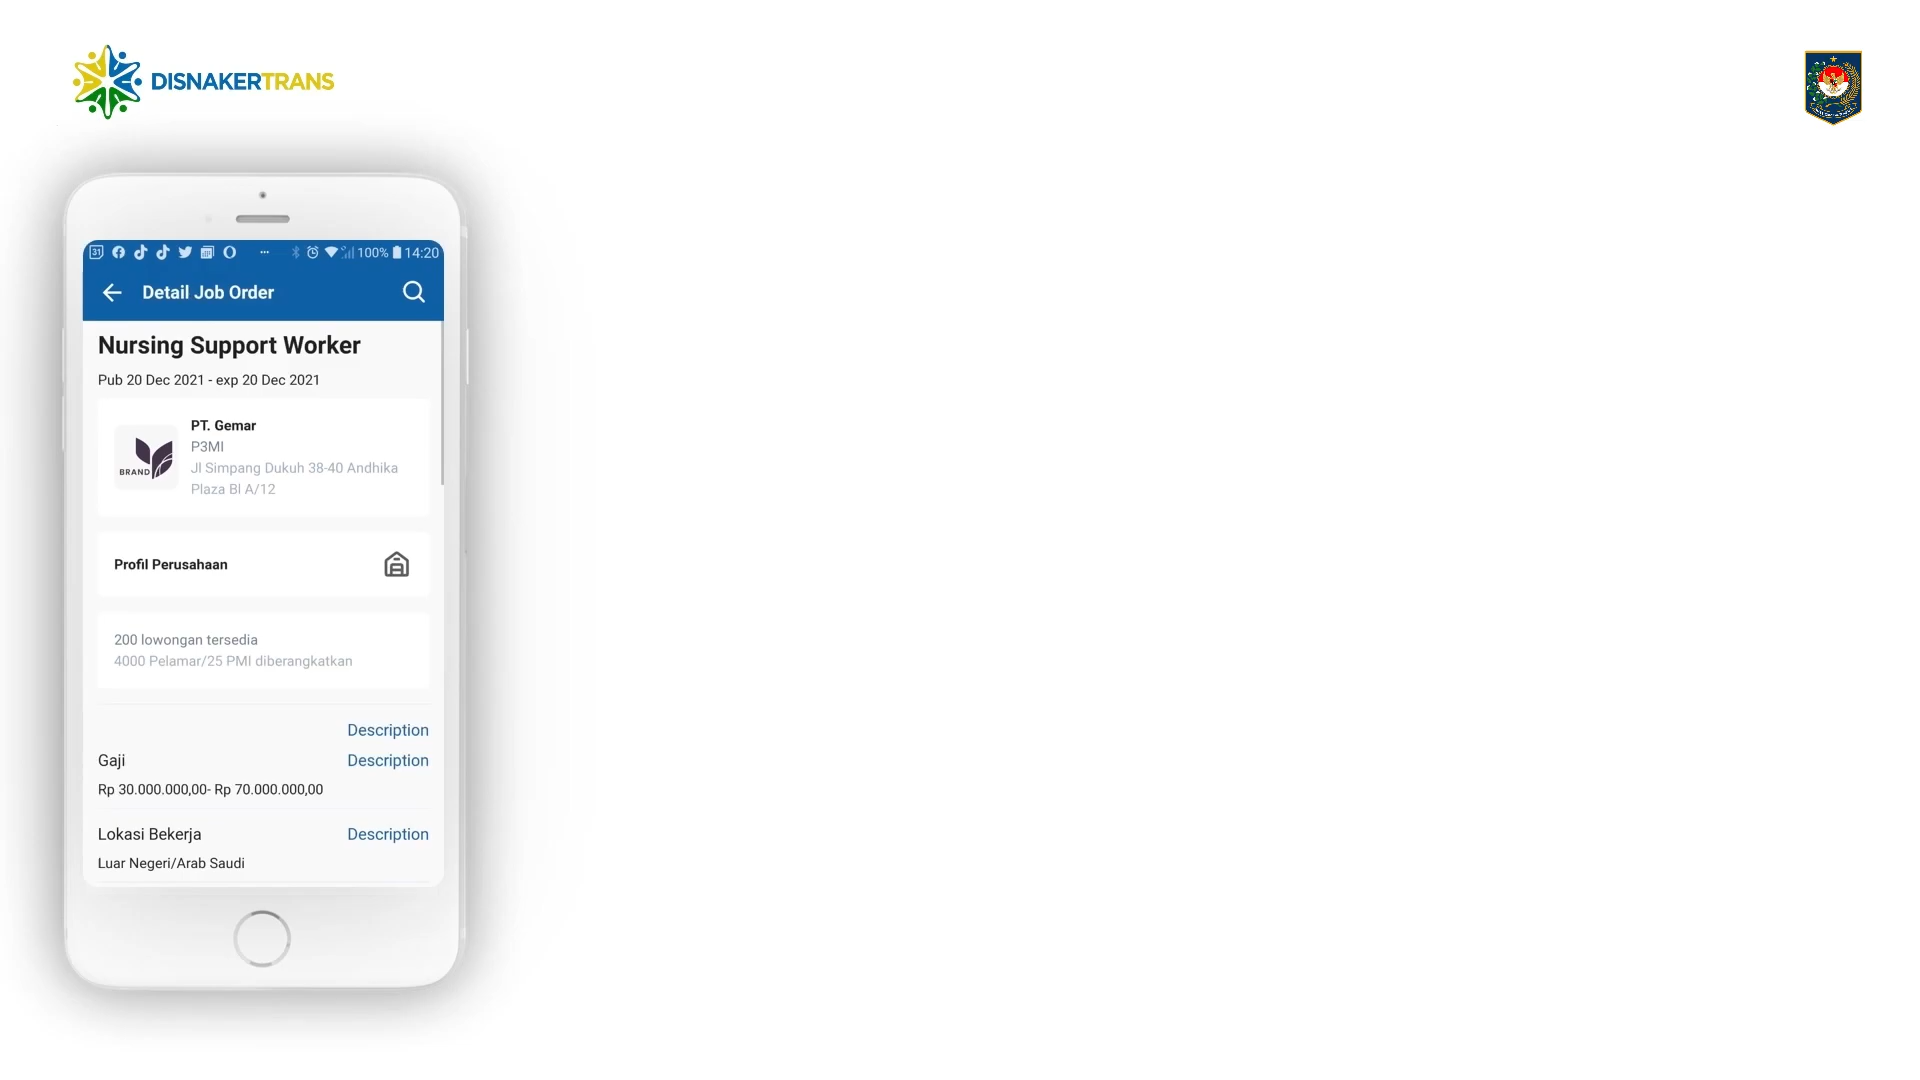 DISNAKERTRANS
31
100% 14:20
Detail Job Order
Nursing Support Worker
Pub 20 Dec 2021 - exp 20 Dec 2021
BRAND
PT. Gemar
P3MI
Jl Simpang Dukuh 38-40 Andhika
Plaza Bl A/12
Profil Perusahaan
200 lowongan tersedia
4000 Pelamar/25 PMI diberangkatkan
Description
Gaji Description
Rp 30.000.000,00- Rp 70.000.000,00
Lokasi Bekerja Description
Luar Negeri/Arab Saudi